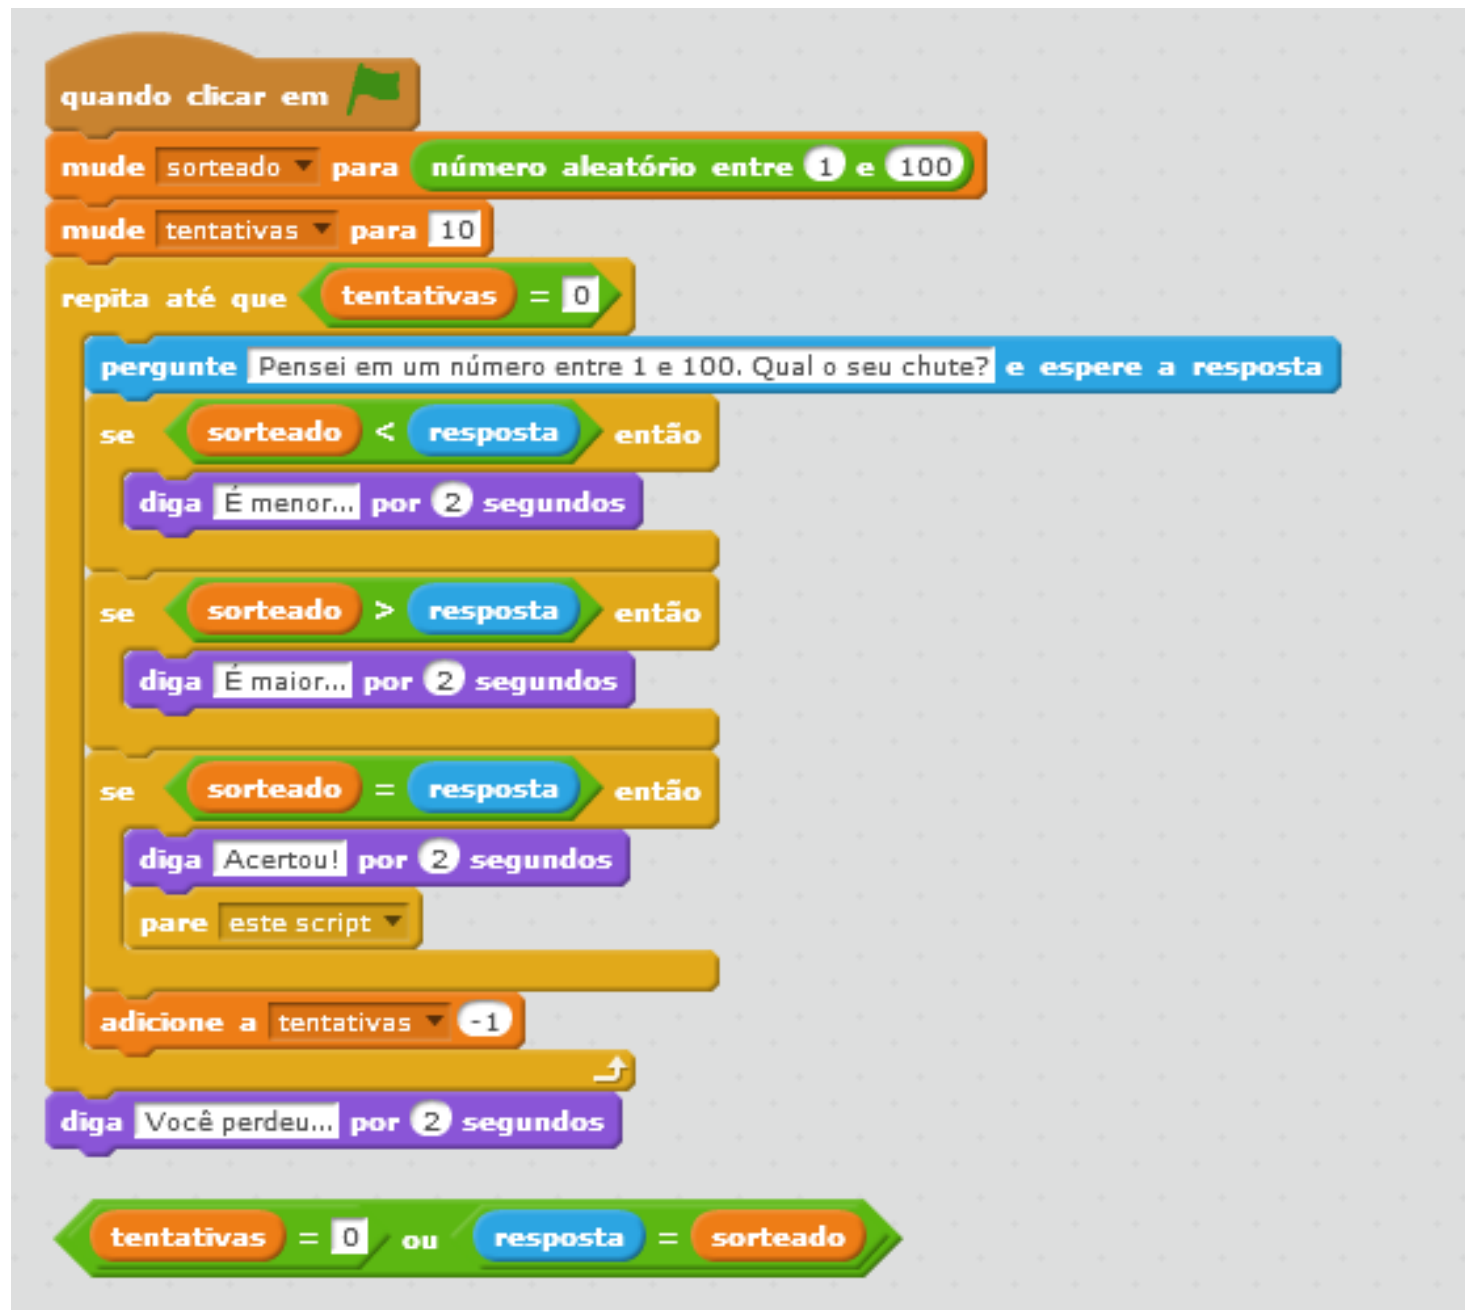 quando clicar em
mude sorteado para número aleatório entre 1 e 100
mude tentativas para 10
repita até que tentativas = 0
pergunte Pensei em um número entre 1 e 100. Qual o seu chute? e espere a resposta
se sorteado < resposta então
diga É menor... por 2 segundos
se sorteado > resposta então
diga É maior... por 2 segundos
se sorteado = resposta então
diga Acertou! por 2 segundos
pare este script
adicione a tentativas -1
diga Você perdeu... por 2 segundos
tentativas = 0 ou resposta = sorteado